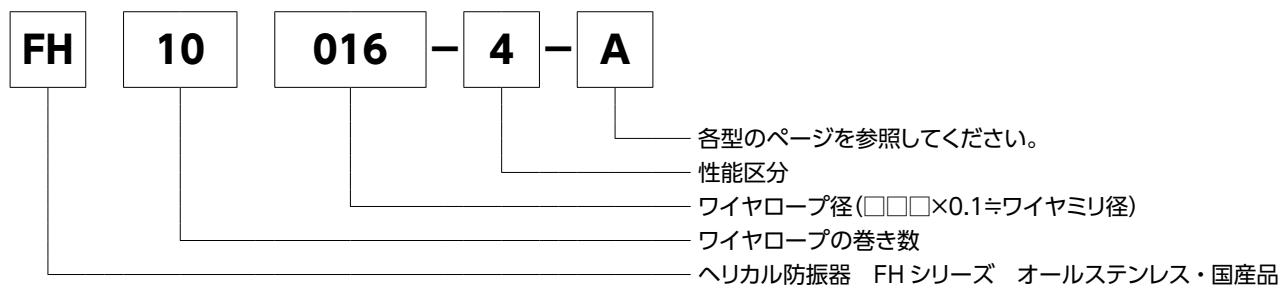 FH 10 016 - 4 - A
各型のページを参照してください。
性能区分
ワイヤロープ径(□□□×0.1≒ワイヤミリ径)
ワイヤロープの巻き数
ヘリカル防振器　FHシリーズ　オールステンレス・国産品